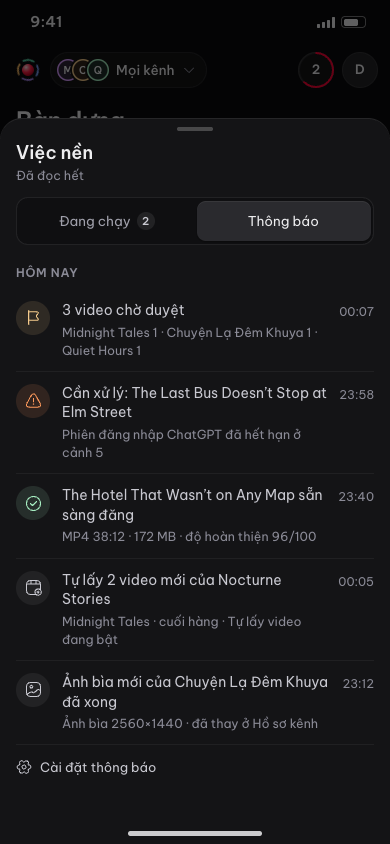 9:41
M C Q Mọi kênh
2
D
Việc nền
Đã đọc hết
Đang chạy 2
Thông báo
HÔM NAY
3 video chờ duyệt
00:07
Midnight Tales 1 · Chuyện Lạ Đêm Khuya 1 ·
Quiet Hours 1
Cần xử lý: The Last Bus Doesn’t Stop at
Elm Street
23:58
Phiên đăng nhập ChatGPT đã hết hạn ở
cảnh 5
The Hotel That Wasn’t on Any Map sẵn
sàng đăng
23:40
MP4 38:12 · 172 MB · độ hoàn thiện 96/100
Tự lấy 2 video mới của Nocturne
Stories
00:05
Midnight Tales · cuối hàng · Tự lấy video
đang bật
Ảnh bìa mới của Chuyện Lạ Đêm Khuya
đã xong
23:12
Ảnh bìa 2560×1440 · đã thay ở Hồ sơ kênh
Cài đặt thông báo